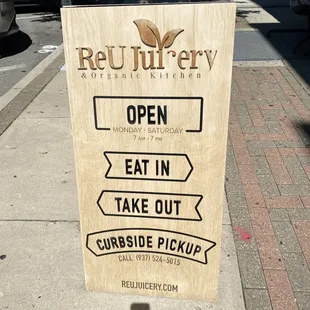 ReU Juicery
& Organic Kitchen
OPEN
MONDAY - SATURDAY
7 AM - 7 PM
EAT IN
TAKE OUT
CURBSIDE PICKUP
CALL (937) 524-5015
REUJUICERY.COM